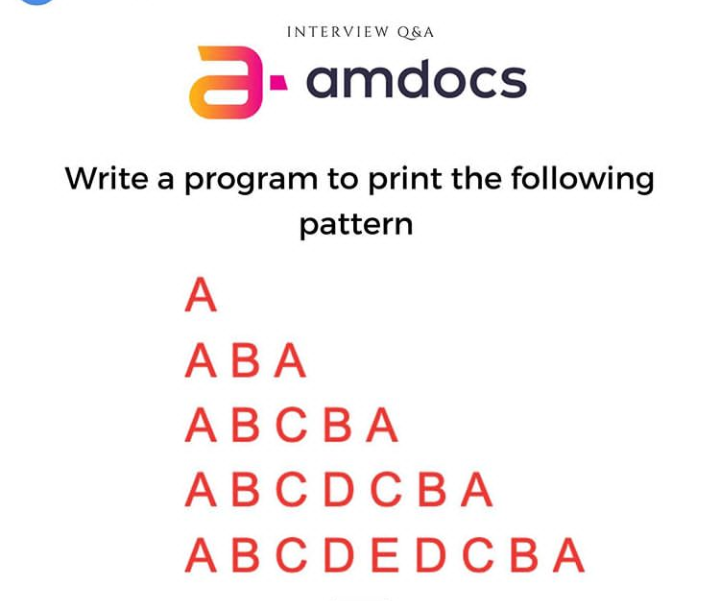 INTERVIEW Q&A
amdocs
Write a program to print the following
pattern
A
A B A
A B C B A
A B C D C B A
A B C D E D C B A